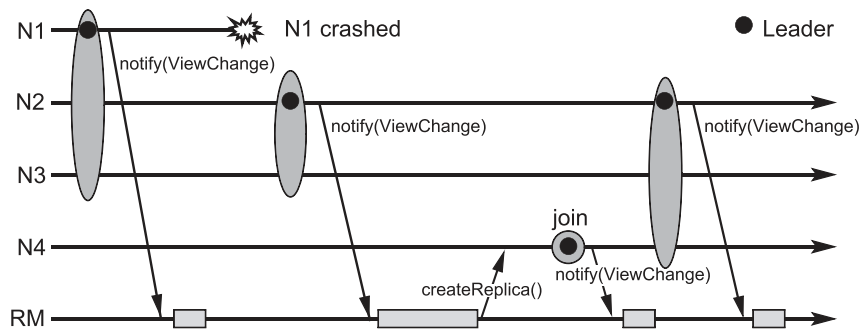 N1
N1 crashed
Leader
notify(ViewChange)
N2
notify(ViewChange)
notify(ViewChange)
N3
join
N4
notify(ViewChange)
createReplica()
RM